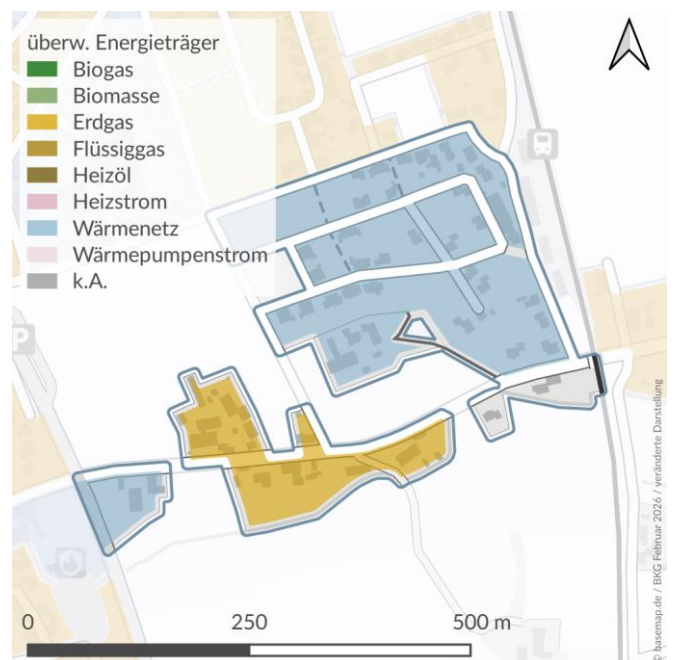 überw. Energieträger
Biogas
Biomasse
Erdgas
Flüssiggas
Heizöl
Heizstrom
Wärmenetz
Wärmepumpenstrom
k.A.
P
© basemap.de / BKG Februar 2026 / veränderte Darstellung
0 250 500 m